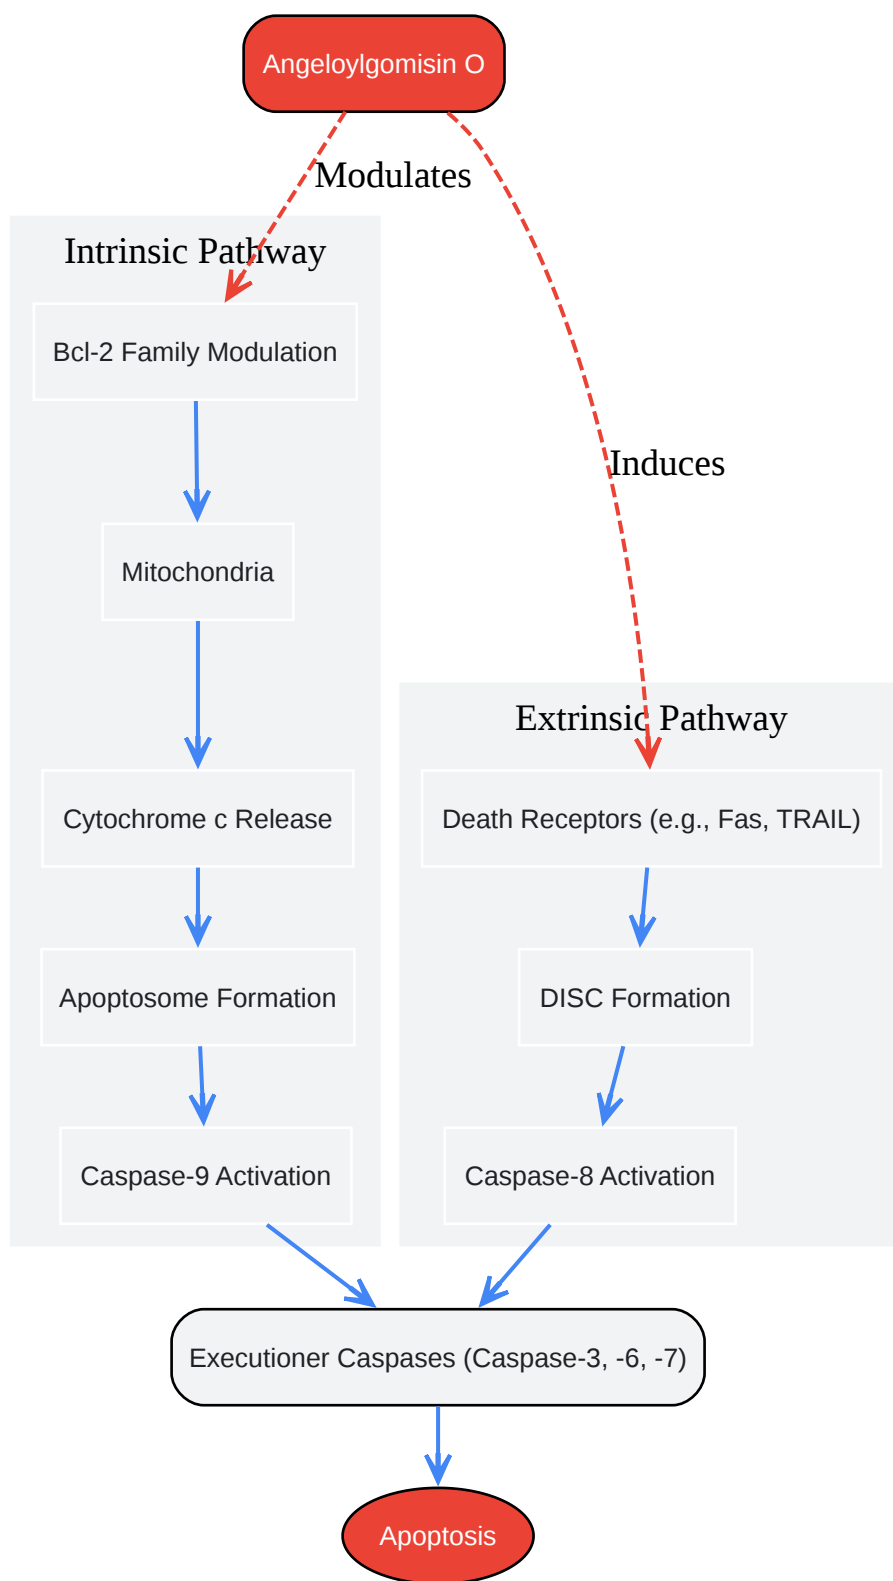 Angeloylgomisin O
Modulates
Intrinsic Pathway
Bcl-2 Family Modulation
Induces
Mitochondria
Extrinsic Pathway
Cytochrome c Release
Death Receptors (e.g., Fas, TRAIL)
Apoptosome Formation
DISC Formation
Caspase-9 Activation
Caspase-8 Activation
Executioner Caspases (Caspase-3, -6, -7)
Apoptosis